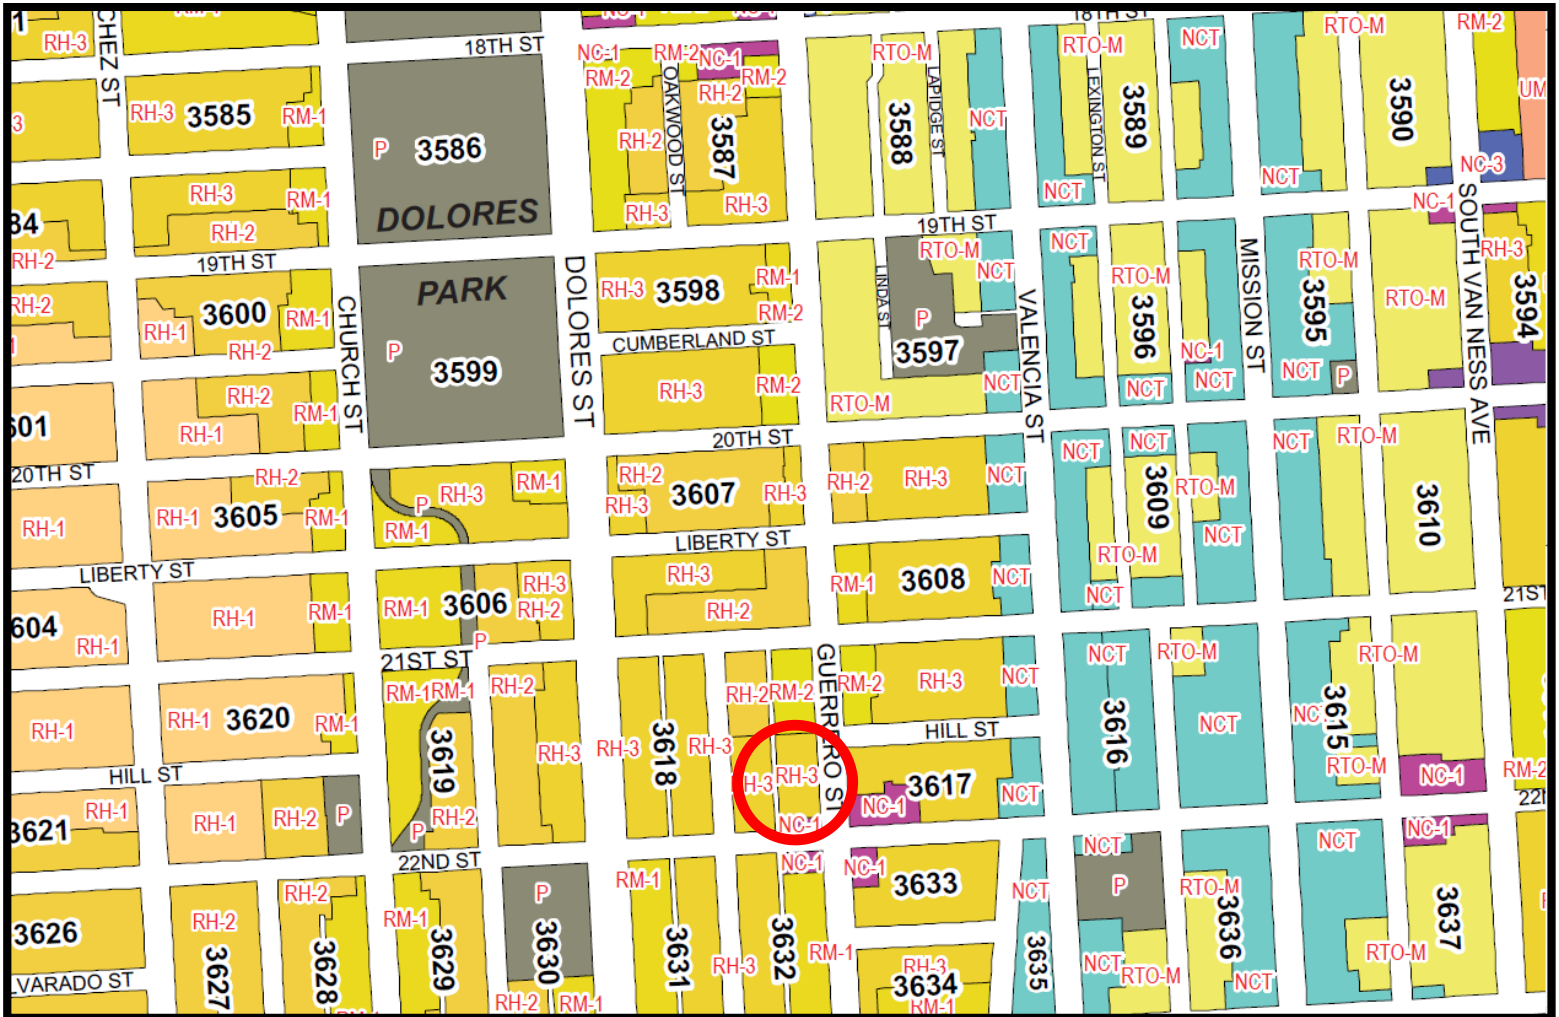 18TH ST
18TH ST
CHEZ ST
RH-3
RH-3
3585
RM-1
P
3586
DOLORES
NC-1
RM-2
RM-2
NC-1
RM-2
RH-2
OAKWOOD ST
RH-2
3587
RH-3
RH-3
RTO-M
3588
LAPIDGE ST
NCT
RTO-M
LEXINGTON ST
3589
NCT
NCT
RTO-M
NCT
3590
RM-2
UM
NC-3
NC-1
RH-3
RM-1
84
RH-2
RH-2
19TH ST
19TH ST
RH-2
RH-1
3600
RM-1
RH-2
CHURCH ST
PARK
P
3599
DOLORES ST
RH-3
3598
RM-1
RM-2
CUMBERLAND ST
RH-3
RM-2
LINDA ST
RTO-M
NCT
P
3597
NCT
RTO-M
VALENCIA ST
NCT
RTO-M
3596
NCT
NC-1
NCT
MISSION ST
RTO-M
3595
NCT
P
RTO-M
SOUTH VAN NESS AVE
RH-3
3594
601
RH-2
RH-1
RM-1
20TH ST
20TH ST
RH-1
RH-2
RH-1
3605
RM-1
P
RH-3
RM-1
RM-1
RH-2
RH-3
3607
RH-3
RH-2
RH-3
NCT
NCT
NCT
3609
RTO-M
NCT
RTO-M
NCT
NCT
RTO-M
3610
LIBERTY ST
LIBERTY ST
604
RH-1
RH-1
RM-1
RM-1
3606
RH-3
RH-2
P
RH-3
RH-2
RM-1
3608
NCT
21ST
21ST ST
RH-1
RH-1
3620
RM-1
RM-1
RM-1
RH-2
3619
RH-2
P
RH-3
RH-3
3618
RH-3
RH-2
RM-2
H-3
RH-3
NC-1
GUERRERO ST
RM-2
RH-3
NCT
HILL ST
HILL ST
NC-1
3617
NCT
NCT
3616
RTO-M
NCT
3615
RTO-M
RTO-M
NC-1
RM-2
3621
RH-1
RH-1
RH-2
P
22ND ST
3626
RH-2
3627
RH-2
3628
RM-1
3629
P
3630
RH-2
RM-1
RM-1
3631
RH-3
3632
NC-1
RM-1
NC-1
3633
RH-3
3634
RM-1
NCT
3635
NCT
P
NCT
RTO-M
RTO-M
3636
NCT
NCT
RTO-M
NC-1
3637
LVARADO ST